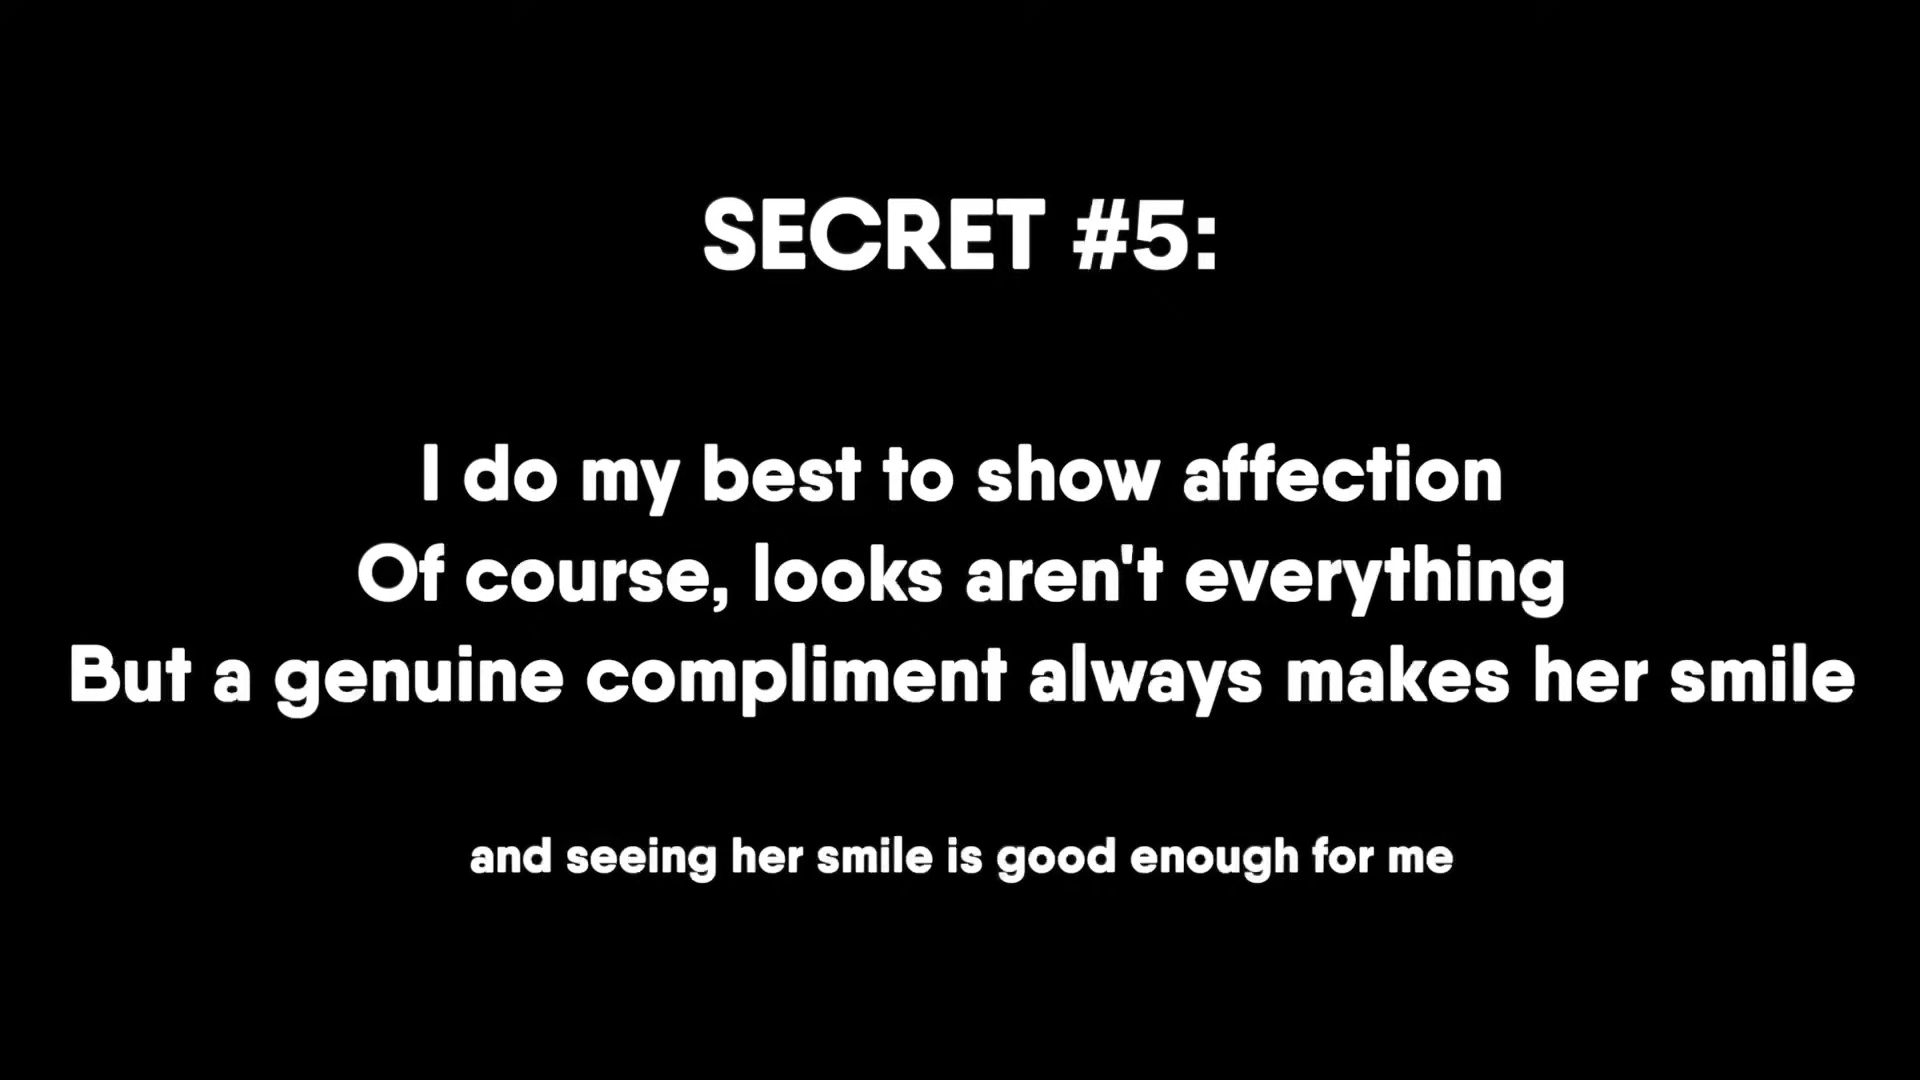 SECRET #5:
I do my best to show affection
Of course, looks aren't everything
But a genuine compliment always makes her smile
and seeing her smile is good enough for me